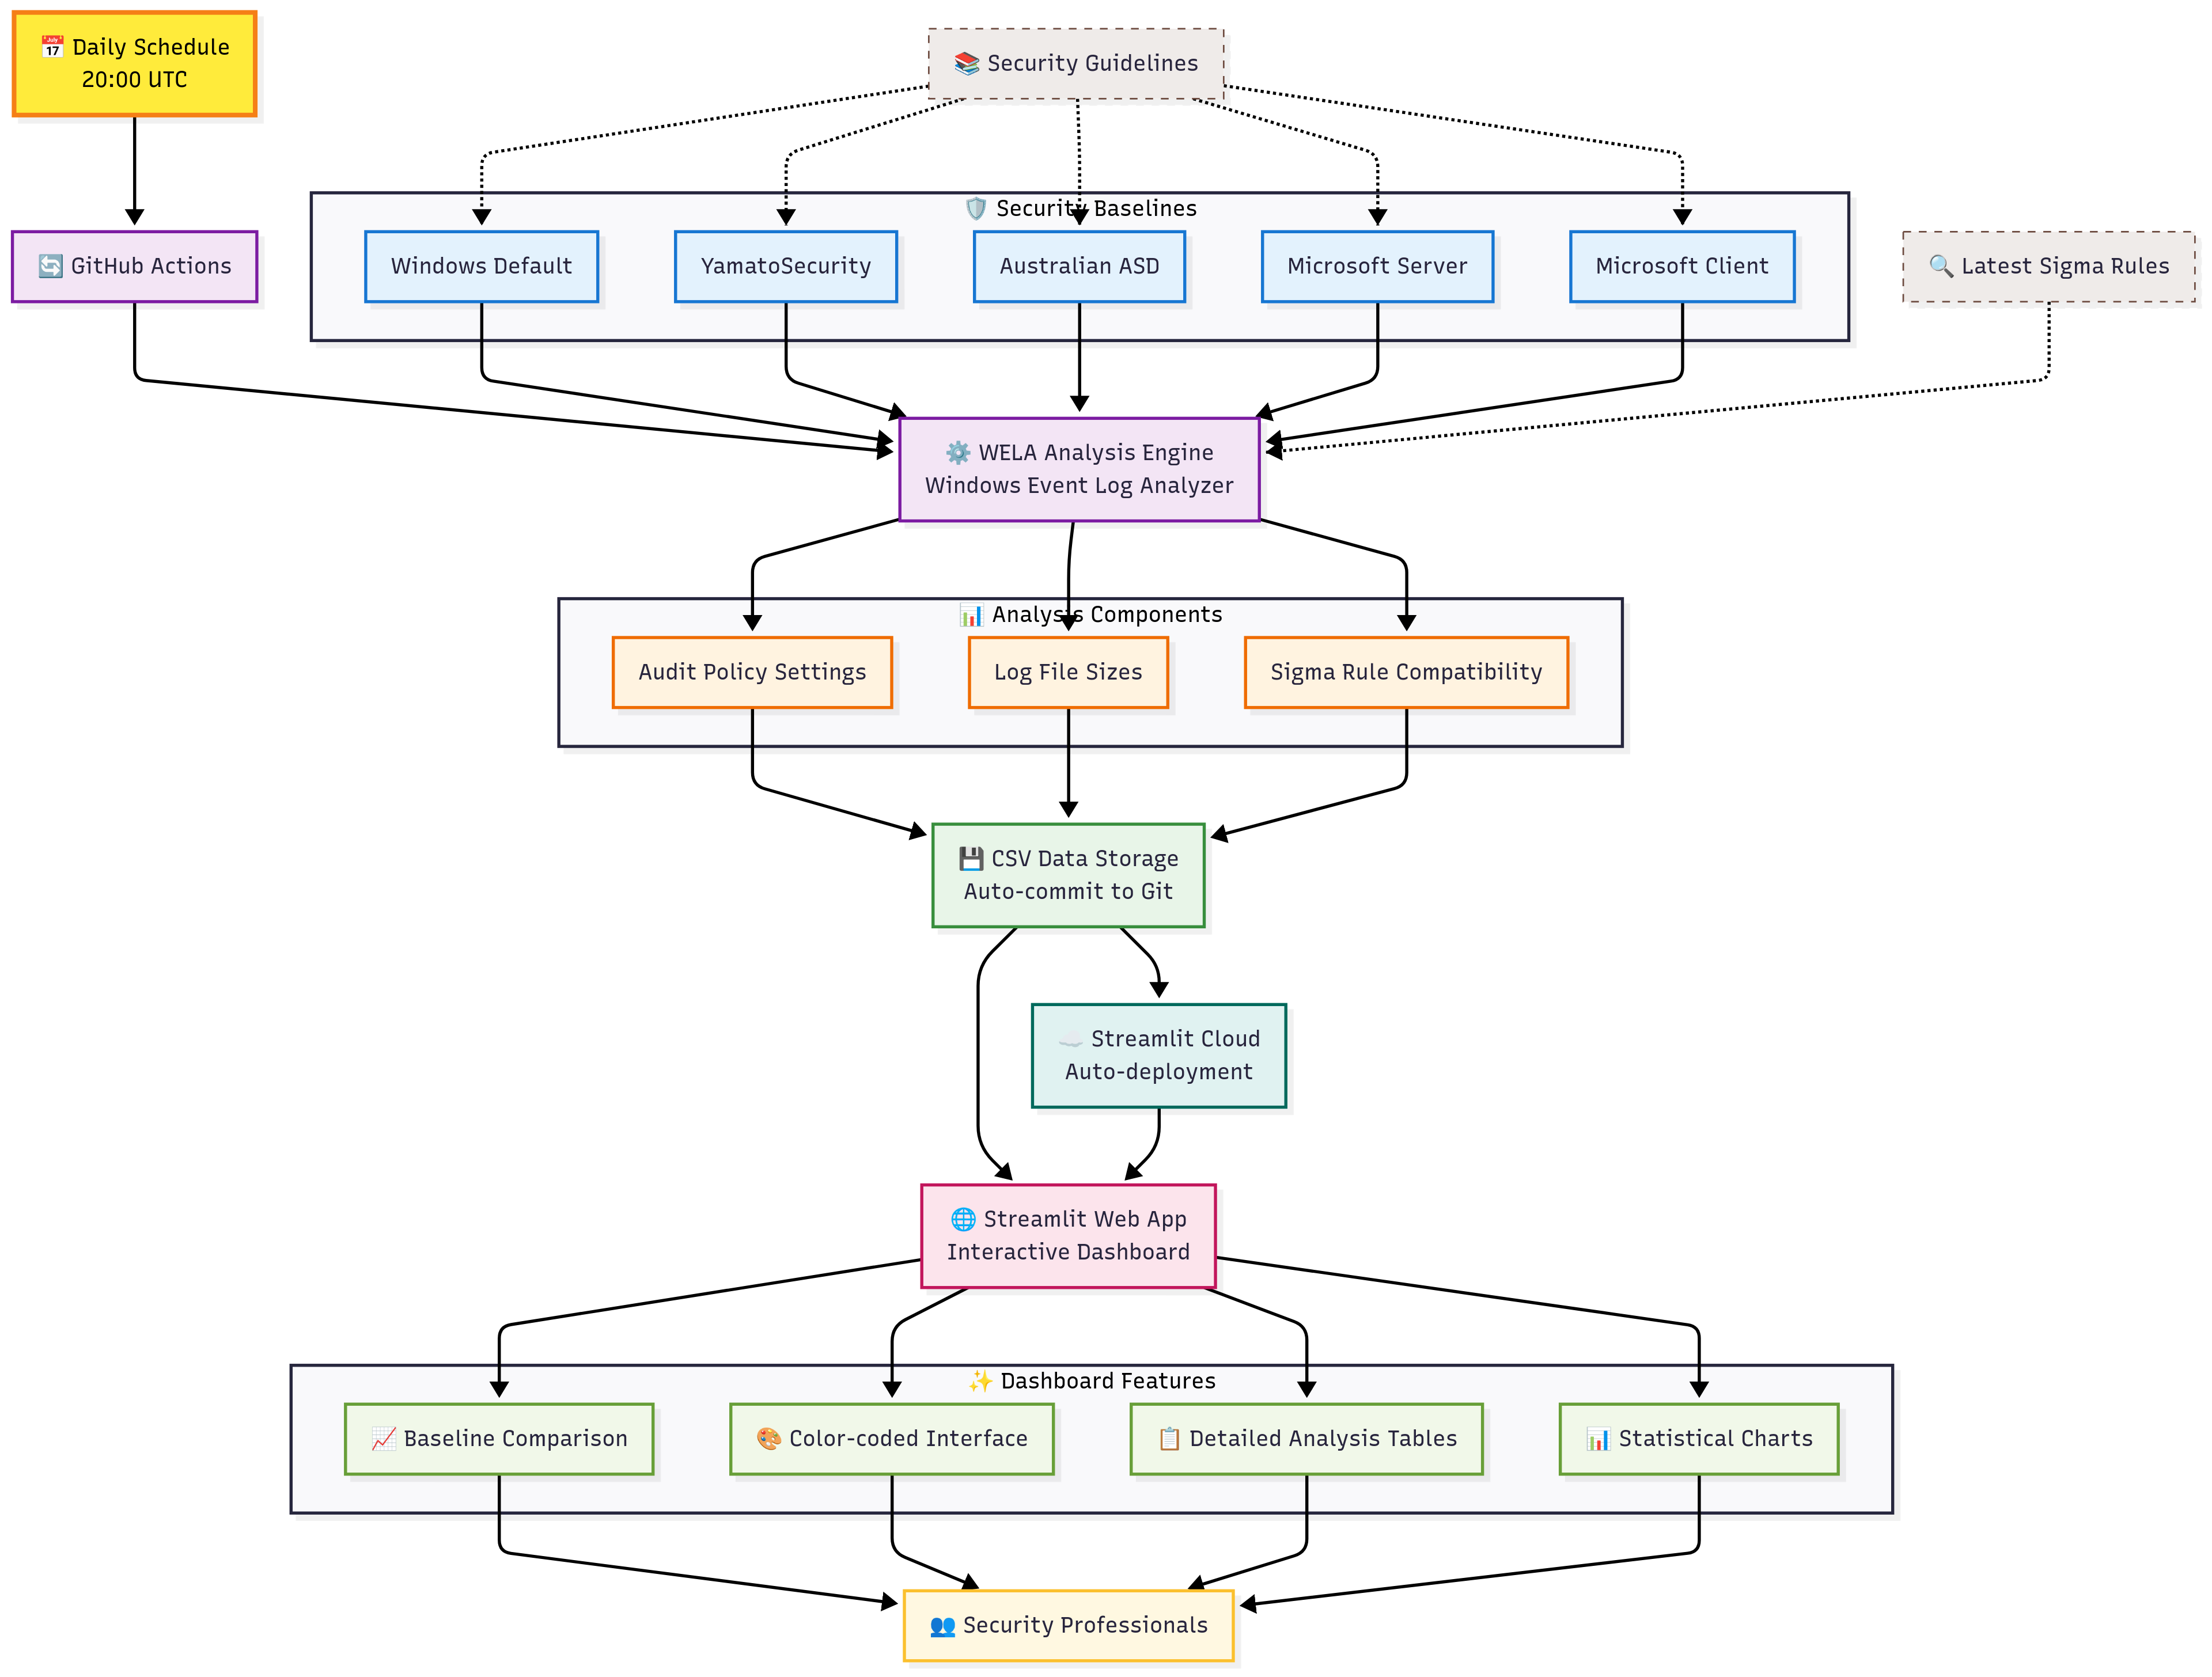 📅 Daily Schedule
20:00 UTC
📚 Security Guidelines
🔄 GitHub Actions
🛡️ Security Baselines
Windows Default
YamatoSecurity
Australian ASD
Microsoft Server
Microsoft Client
🔍 Latest Sigma Rules
⚙️ WELA Analysis Engine
Windows Event Log Analyzer
📊 Analysis Components
Audit Policy Settings
Log File Sizes
Sigma Rule Compatibility
💾 CSV Data Storage
Auto-commit to Git
☁️ Streamlit Cloud
Auto-deployment
🌐 Streamlit Web App
Interactive Dashboard
✨ Dashboard Features
📈 Baseline Comparison
🎨 Color-coded Interface
📋 Detailed Analysis Tables
📊 Statistical Charts
👥 Security Professionals